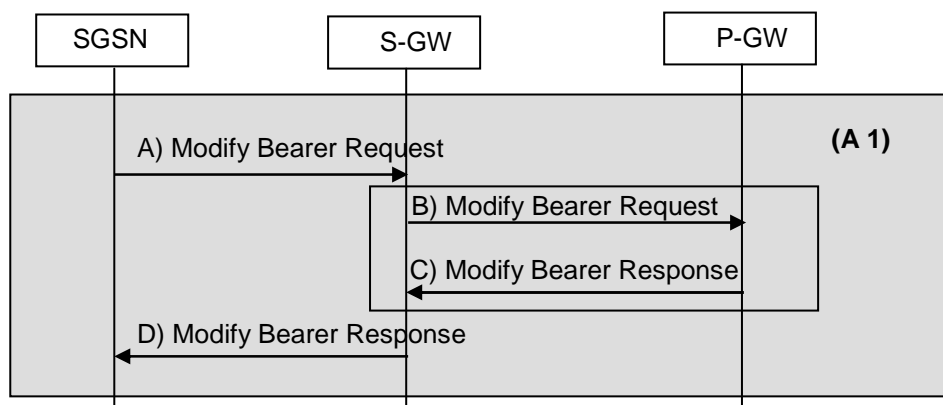 SGSN
S-GW
P-GW
(A 1)
A) Modify Bearer Request
B) Modify Bearer Request
C) Modify Bearer Response
D) Modify Bearer Response